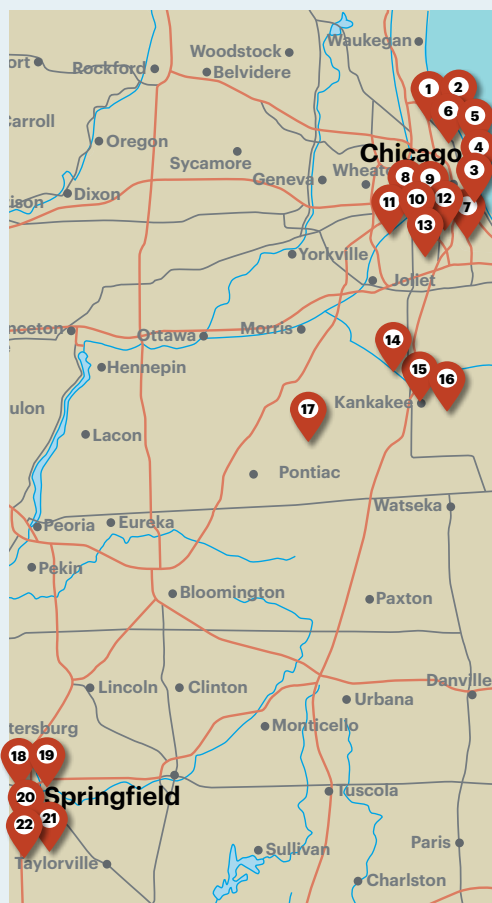 Waukegan
Woodstock
ort
Rockford
Belvidere
1
2
6
5
Carroll
Oregon
Sycamore
Chicago
4
Geneva
Wheato
3
8
9
ison
Dixon
11
10
12
7
13
Yorkville
Joliet
nceton
Ottawa
Morris
14
Hennepin
15
16
17
Kankakee
ulon
Lacon
Pontiac
Watseka
Peoria
Eureka
Pekin
Bloomington
Paxton
Lincoln
Clinton
Danville
Urbana
tersburg
Monticello
18
19
20
Springfield
Tuscola
22
21
Sullivan
Paris
Taylorville
Charlston